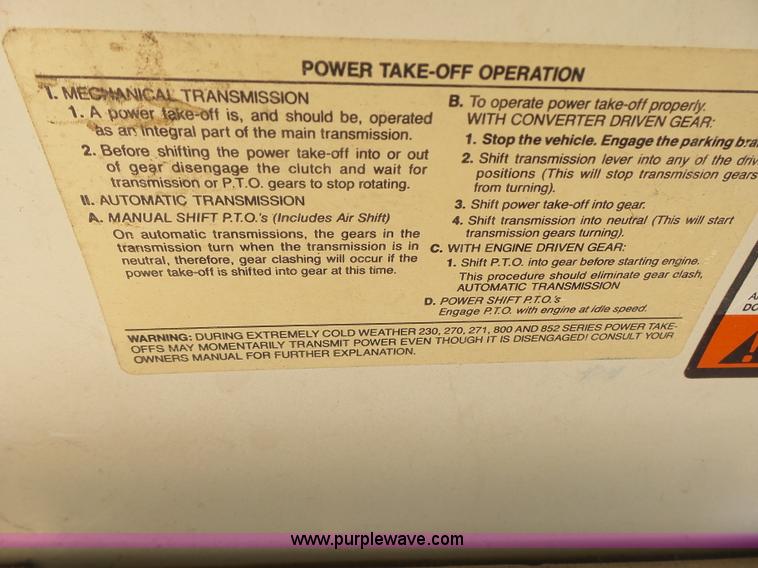 POWER TAKE-OFF OPERATION
I. MECHANICAL TRANSMISSION
1. A power take-off is, and should be, operated
as an integral part of the main transmission.
2. Before shifting the power take-off into or out
of gear disengage the clutch and wait for
transmission or P.T.O. gears to stop rotating.
II. AUTOMATIC TRANSMISSION
A. MANUAL SHIFT P.T.O.'s (Includes Air Shift)
On automatic transmissions, the gears in the
transmission turn when the transmission is in
neutral, therefore, gear clashing will occur if the
power take-off is shifted into gear at this time.
B. To operate power take-off properly.
WITH CONVERTER DRIVEN GEAR:
1. Stop the vehicle. Engage the parking bra
2. Shift transmission lever into any of the driv
positions (This will stop transmission gears
from turning).
3. Shift power take-off into gear.
4. Shift transmission into neutral (This will start
transmission gears turning).
C. WITH ENGINE DRIVEN GEAR:
1. Shift P.T.O. into gear before starting engine.
This procedure should eliminate gear clash,
AUTOMATIC TRANSMISSION
D. POWER SHIFT P.T.O.'s
Engage P.T.O. with engine at idle speed.
WARNING: DURING EXTREMELY COLD WEATHER 230, 270, 271, 800 AND 852 SERIES POWER TAKE-
OFFS MAY MOMENTARILY TRANSMIT POWER EVEN THOUGH IT IS DISENGAGED! CONSULT YOUR
OWNERS MANUAL FOR FURTHER EXPLANATION.
A
DO
www.purplewave.com